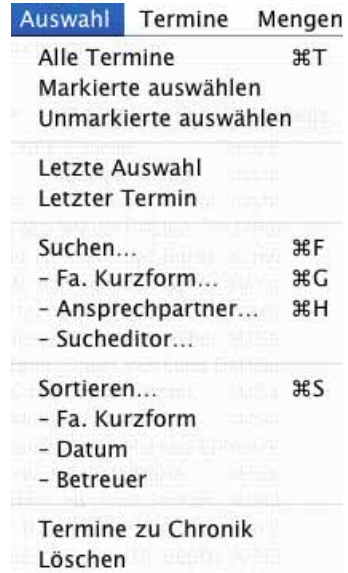 Auswahl Termine Mengen
Alle Termine ⌘T
Markierte auswählen
Unmarkierte auswählen
Letzte Auswahl
Letzter Termin
Suchen... ⌘F
– Fa. Kurzform... ⌘G
– Ansprechpartner... ⌘H
– Sucheditor...
Sortieren... ⌘S
– Fa. Kurzform
– Datum
– Betreuer
Termine zu Chronik
Löschen